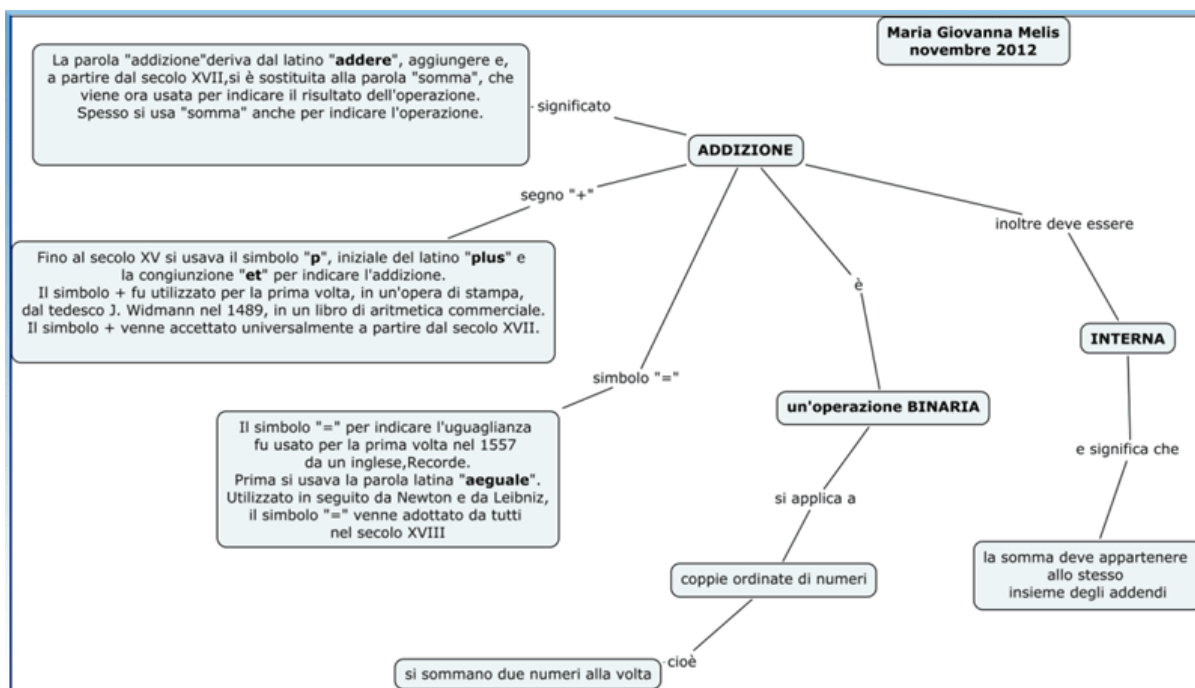 Maria Giovanna Melis
novembre 2012
La parola "addizione"deriva dal latino "addere", aggiungere e,
a partire dal secolo XVII,si è sostituita alla parola "somma", che
viene ora usata per indicare il risultato dell'operazione.
Spesso si usa "somma" anche per indicare l'operazione.
significato
ADDIZIONE
segno "+"
inoltre deve essere
Fino al secolo XV si usava il simbolo "p", iniziale del latino "plus" e
la congiunzione "et" per indicare l'addizione.
Il simbolo + fu utilizzato per la prima volta, in un'opera di stampa,
dal tedesco J. Widmann nel 1489, in un libro di aritmetica commerciale.
Il simbolo + venne accettato universalmente a partire dal secolo XVII.
è
INTERNA
simbolo "="
un'operazione BINARIA
Il simbolo "=" per indicare l'uguaglianza
fu usato per la prima volta nel 1557
da un inglese,Recorde.
Prima si usava la parola latina "aeguale".
Utilizzato in seguito da Newton e da Leibniz,
il simbolo "=" venne adottato da tutti
nel secolo XVIII
e significa che
si applica a
la somma deve appartenere
allo stesso
insieme degli addendi
coppie ordinate di numeri
cioè
si sommano due numeri alla volta